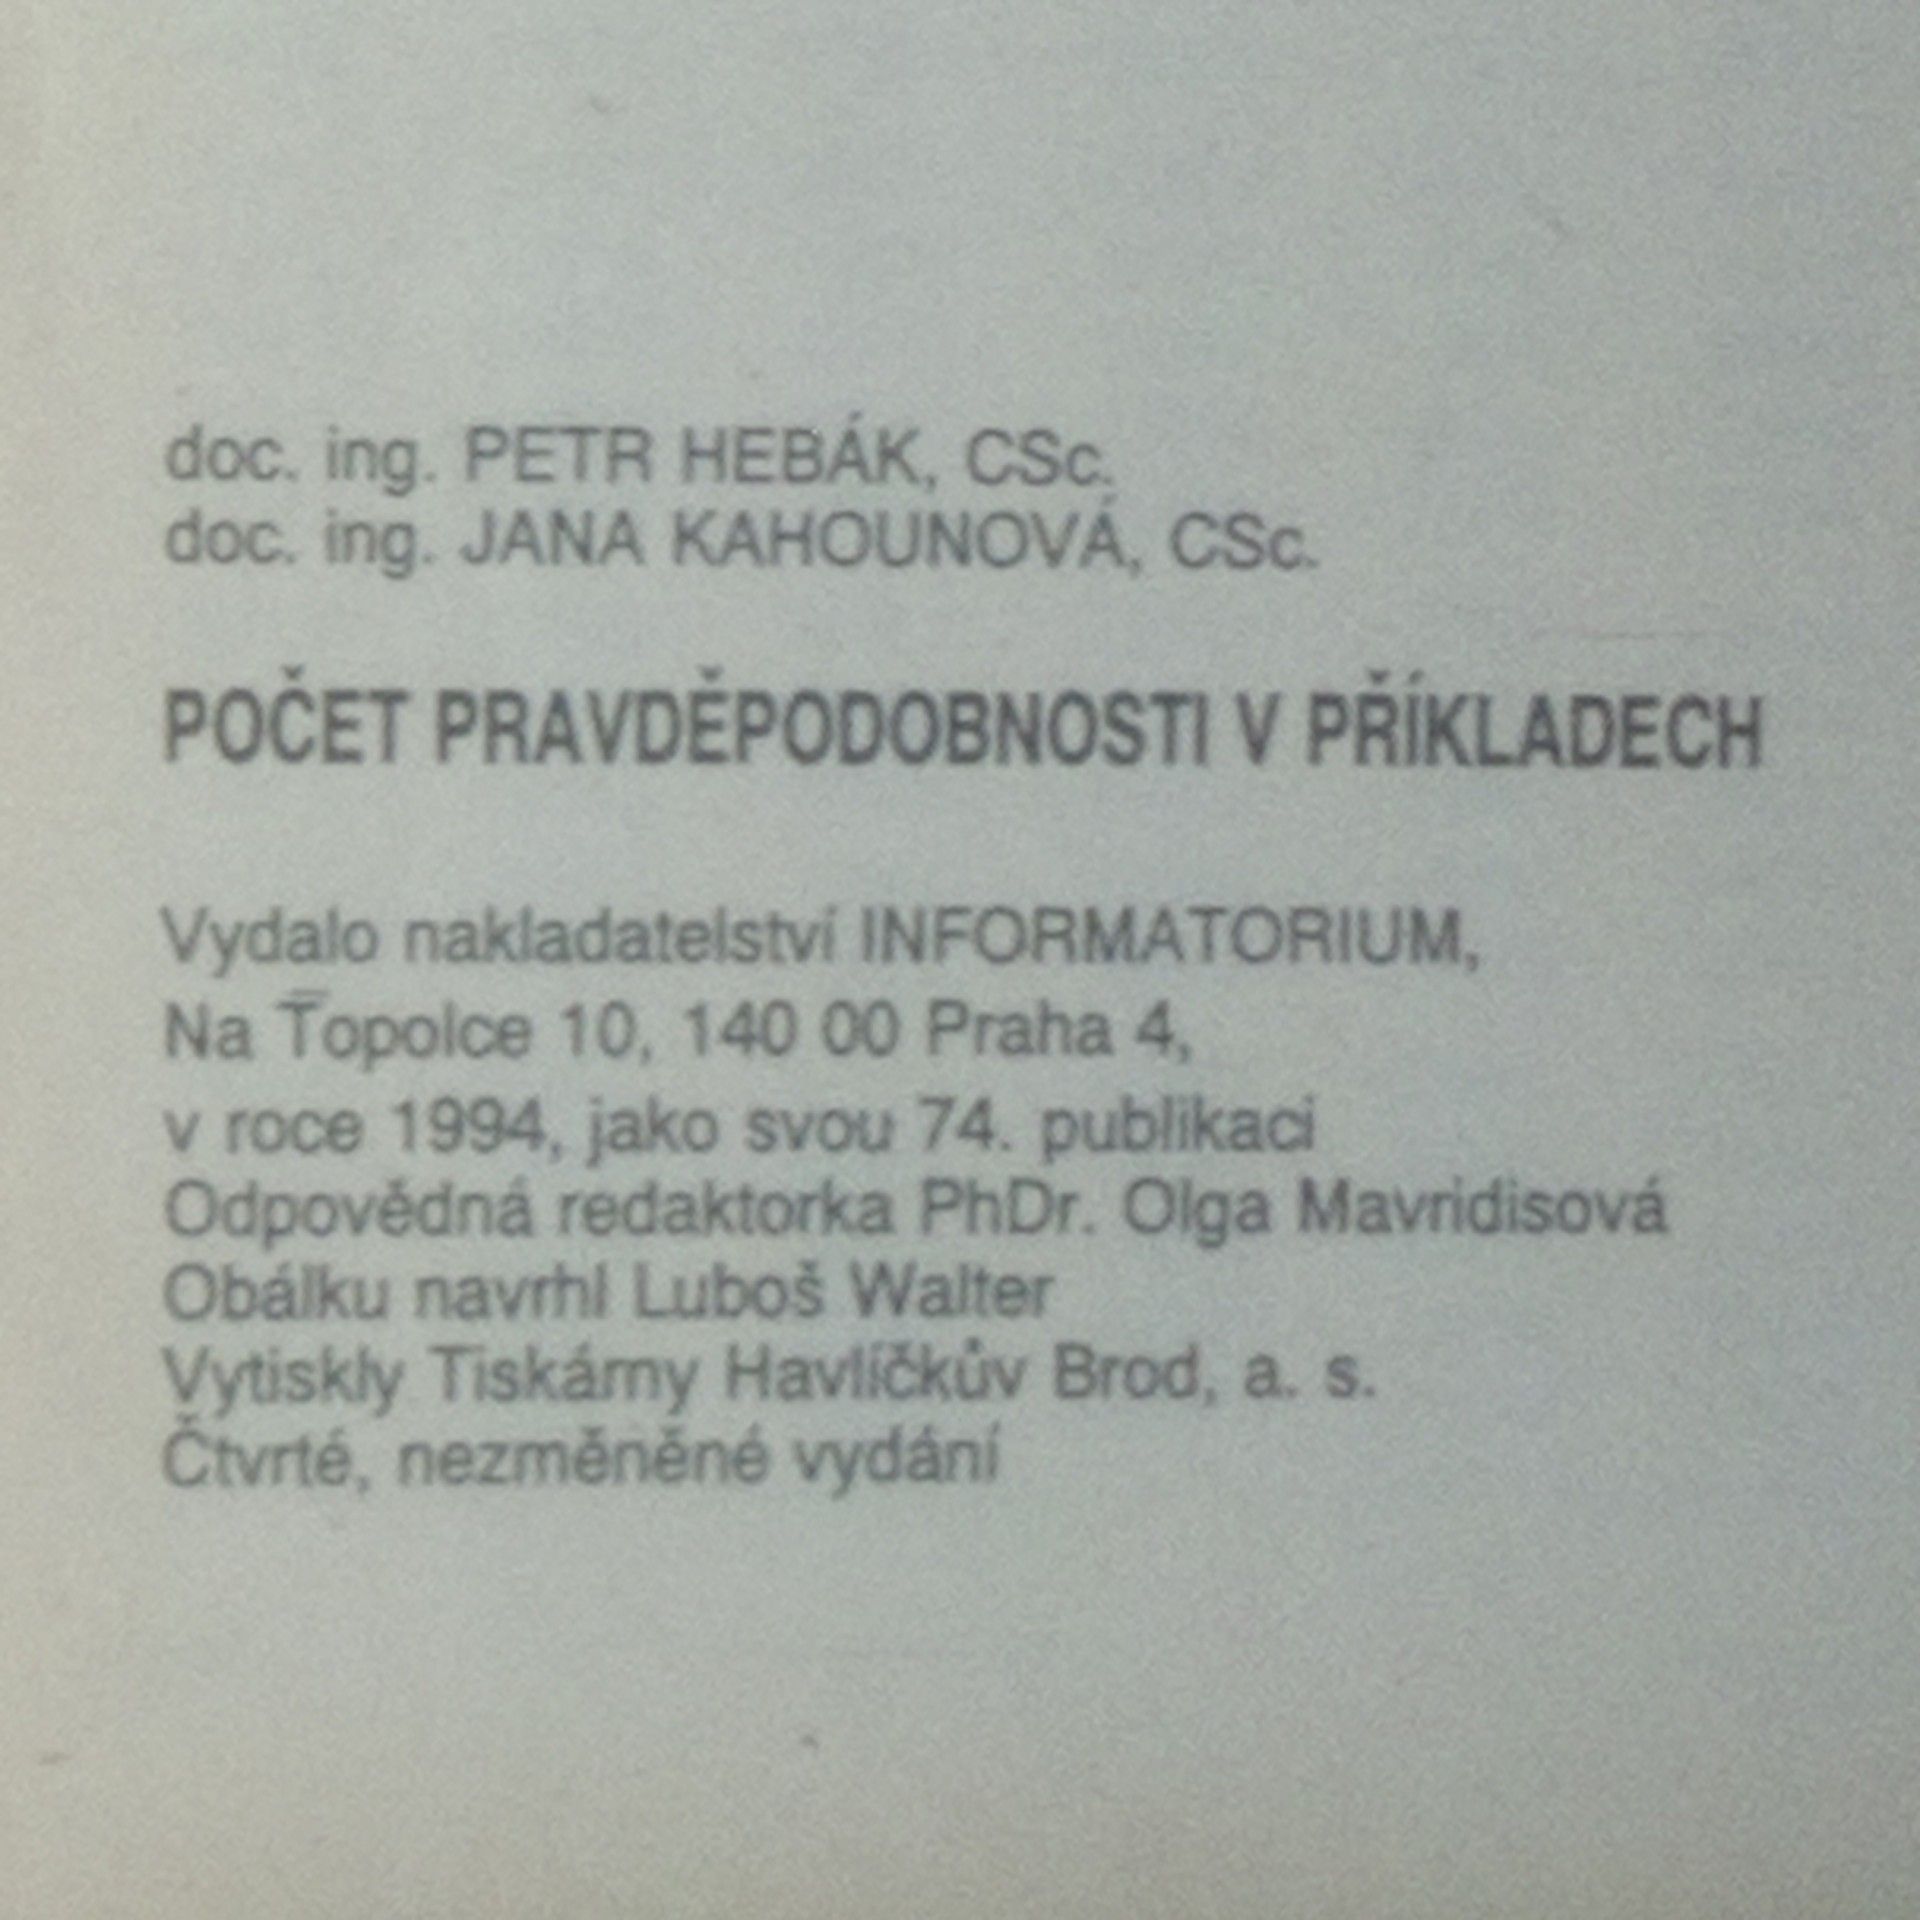 doc. ing. PETR HEBÁK, CSc.
doc. ing. JANA KAHOUNOVÁ, CSc.
POČET PRAVDĚPODOBNOSTI V PŘÍKLADECH
Vydalo nakladatelství INFORMATORIUM,
Na Topolce 10, 140 00 Praha 4,
v roce 1994, jako svou 74. publikaci
Odpovědná redaktorka PhDr. Olga Mavridisová
Obálku navrhl Luboš Walter
Vytiskly Tiskárny Havlíčkův Brod, a. s.
Čtvrté, nezměněné vydání